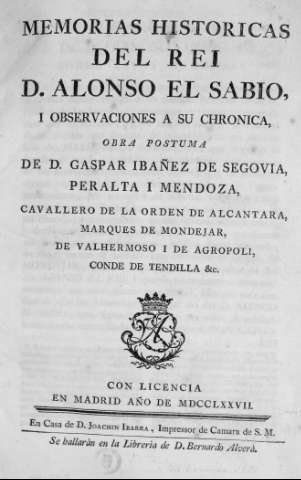 MEMORIAS HISTORICAS
DEL REI
D. ALONSO EL SABIO,
I OBSERVACIONES A SU CHRONICA,
OBRA POSTUMA
DE D. GASPAR IBAÑEZ DE SEGOVIA,
PERALTA I MENDOZA,
CAVALLERO DE LA ORDEN DE ALCANTARA,
MARQUES DE MONDEJAR,
DE VALHERMOSO I DE AGROPOLI,
CONDE DE TENDILLA &c.
CON LICENCIA
EN MADRID AÑO DE MDCCLXXVII.
En Casa de D. JOACHIN IBARRA, Impressor de Camara de S. M.
Se hallarán en la Libreria de D. Bernardo Alverá.